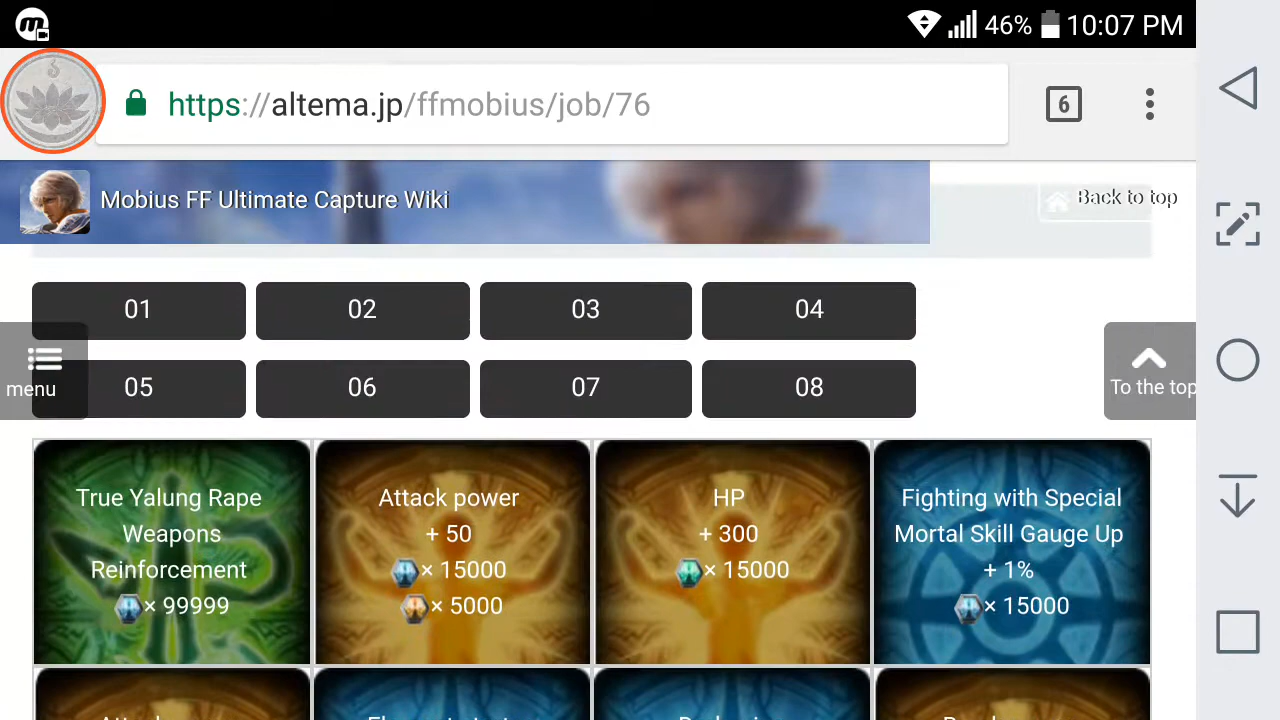 46% 10:07 PM
https://altema.jp/ffmobius/job/76
6
Mobius FF Ultimate Capture Wiki
Back to top
01 02 03 04
menu
05 06 07 08
To the top
True Yalung Rape
Weapons
Reinforcement
× 99999
Attack power
+ 50
× 15000
× 5000
HP
+ 300
× 15000
Fighting with Special
Mortal Skill Gauge Up
+ 1%
× 15000